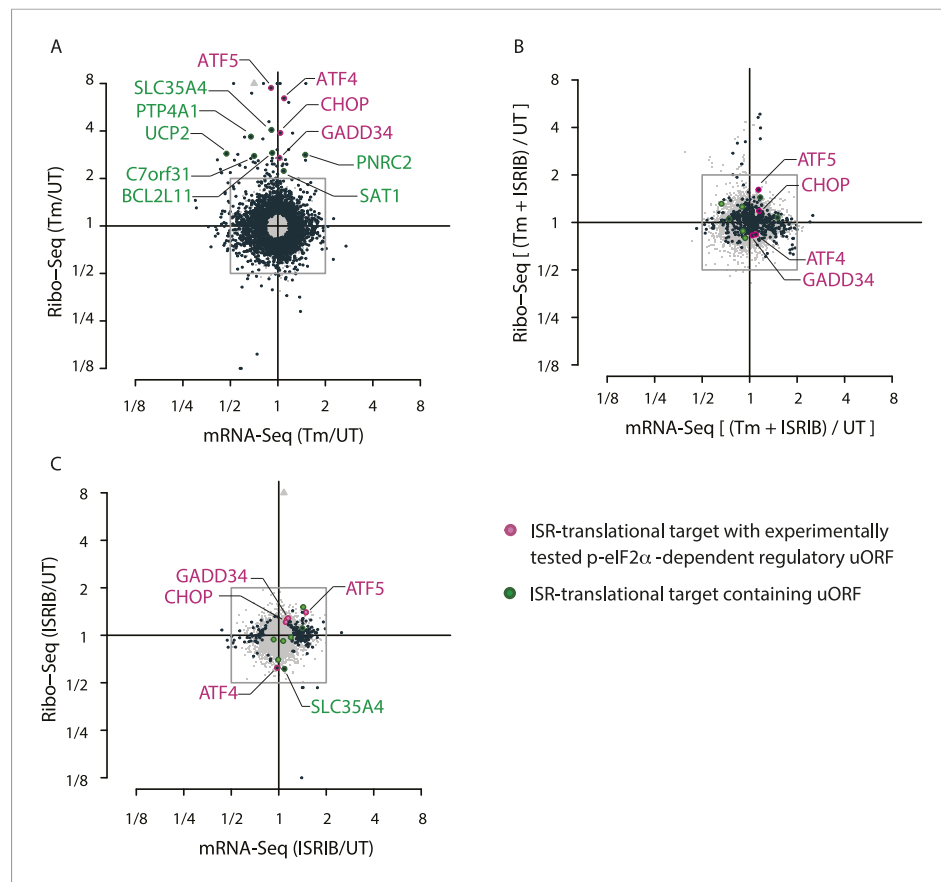 A
ATF5
SLC35A4
PTP4A1
UCP2
C7orf31
BCL2L11
ATF4
CHOP
GADD34
PNRC2
SAT1
8
4
2
1
1/2
1/4
1/8
Ribo–Seq (Tm/UT)
1/8 1/4 1/2 1 2 4 8
mRNA-Seq (Tm/UT)
B
8
4
2
1
1/2
1/4
1/8
Ribo–Seq [ (Tm + ISRIB) / UT ]
ATF5
CHOP
ATF4
GADD34
1/8 1/4 1/2 1 2 4 8
mRNA-Seq [ (Tm + ISRIB) / UT ]
C
8
4
2
1
1/2
1/4
1/8
Ribo–Seq (ISRIB/UT)
GADD34
CHOP
ATF5
ATF4
SLC35A4
1/8 1/4 1/2 1 2 4 8
mRNA-Seq (ISRIB/UT)
ISR-translational target with experimentally
tested p-eIF2α -dependent regulatory uORF
ISR-translational target containing uORF